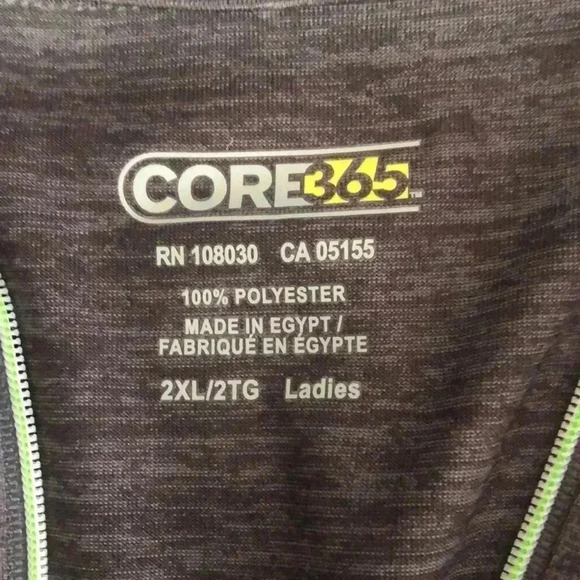 CORE365
RN 108030 CA 05155
100% POLYESTER
MADE IN EGYPT /
FABRIQUÉ EN ÉGYPTE
2XL/2TG Ladies